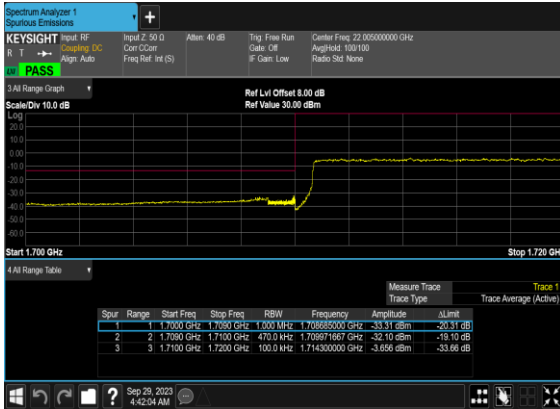 Spectrum Analyzer 1
Spurious Emissions
+
KEYSIGHT Input: RF Input Z: 50 Ω Atten: 40 dB Trig: Free Run Center Freq: 22.005000000 GHz
R T Coupling: DC Corr CCorr Gate: Off Avg|Hold: 100/100
Align: Auto Freq Ref: Int (S) IF Gain: Low Radio Std: None
PASS
3 All Range Graph
Ref Lvl Offset 8.00 dB
Scale/Div 10.0 dB Ref Value 30.00 dBm
Log
20.0
10.0
0.00
-10.0
-20.0
-30.0
-40.0
-50.0
-60.0
Start 1.700 GHz Stop 1.720 GH
4 All Range Table
Measure Trace Trace 1
Trace Type Trace Average (Active)
Spur Range Start Freq Stop Freq RBW Frequency Amplitude ΔLimit
1 1 1.7000 GHz 1.7090 GHz 1.000 MHz 1.708685000 GHz -33.31 dBm -20.31 dB
2 2 1.7090 GHz 1.7100 GHz 470.0 kHz 1.709971667 GHz -32.10 dBm -19.10 dB
3 3 1.7100 GHz 1.7200 GHz 100.0 kHz 1.714300000 GHz -3.656 dBm -33.66 dB
? Sep 29, 2023
4:42:04 AM